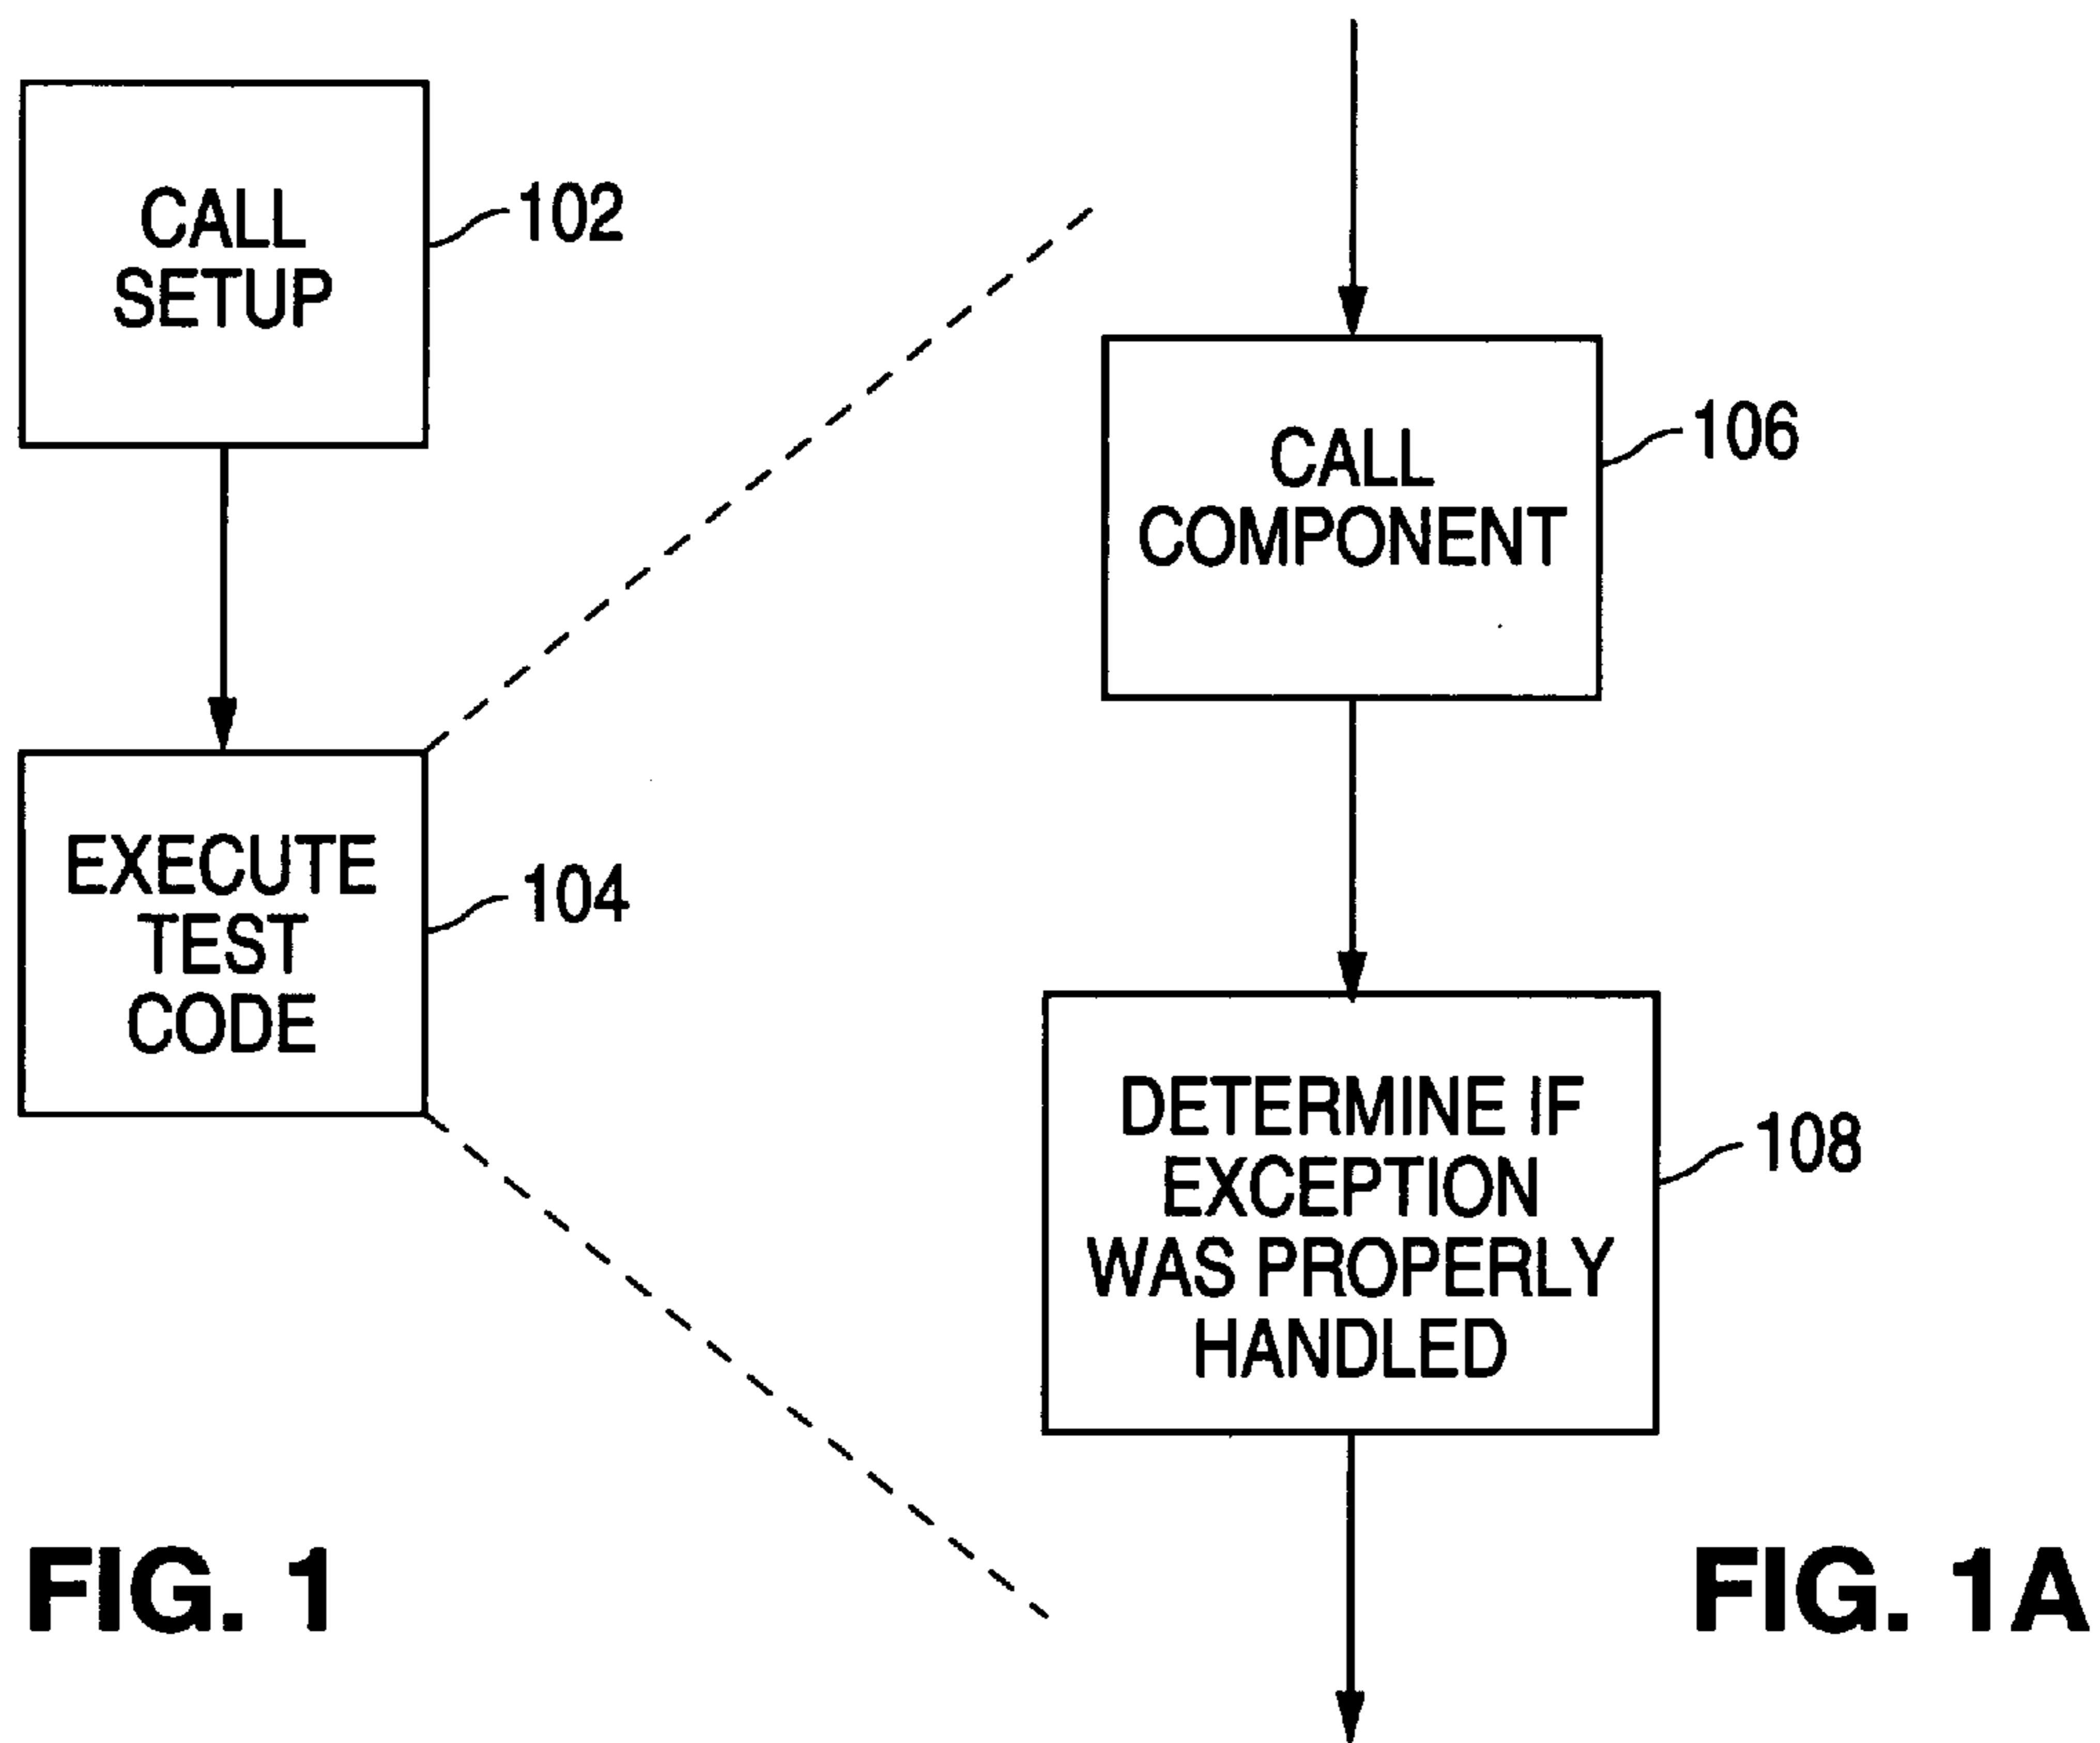 CALL
SETUP
102
EXECUTE
TEST
CODE
104
FIG. 1
CALL
COMPONENT
106
DETERMINE IF
EXCEPTION
WAS PROPERLY
HANDLED
108
FIG. 1A